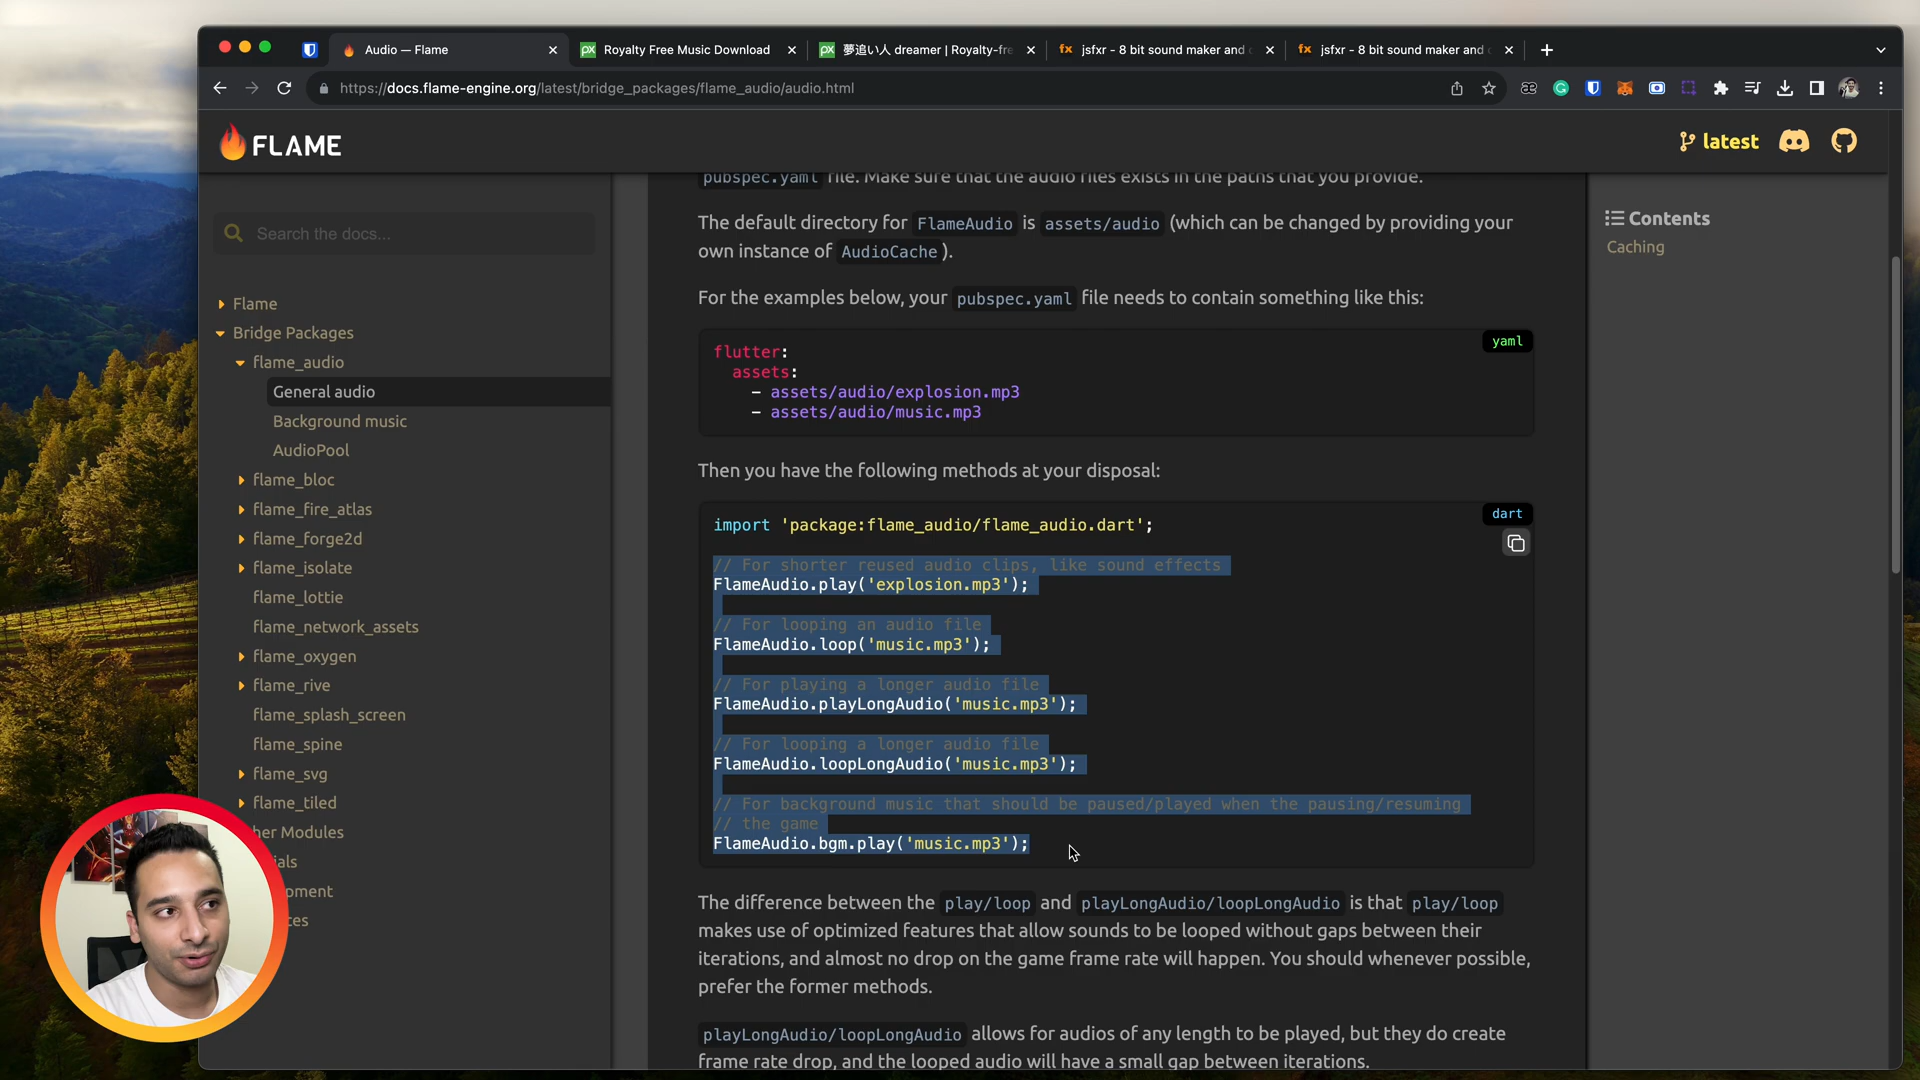 Audio — Flame
Royalty Free Music Download
夢追い人 dreamer | Royalty-fre
jsfxr - 8 bit sound maker and
jsfxr - 8 bit sound maker and
https://docs.flame-engine.org/latest/bridge_packages/flame_audio/audio.html
FLAME
latest
Search the docs...
Flame
Bridge Packages
flame_audio
General audio
Background music
AudioPool
flame_bloc
flame_fire_atlas
flame_forge2d
flame_isolate
flame_lottie
flame_network_assets
flame_oxygen
flame_rive
flame_splash_screen
flame_spine
flame_svg
flame_tiled
her Modules
ials
opment
ces
pubspec.yaml file. Make sure that the audio files exists in the paths that you provide.
The default directory for FlameAudio is assets/audio (which can be changed by providing your
own instance of AudioCache ).
For the examples below, your pubspec.yaml file needs to contain something like this:
yaml
flutter:
assets:
- assets/audio/explosion.mp3
- assets/audio/music.mp3
Then you have the following methods at your disposal:
dart
import 'package:flame_audio/flame_audio.dart';
// For shorter reused audio clips, like sound effects
FlameAudio.play('explosion.mp3');
// For looping an audio file
FlameAudio.loop('music.mp3');
// For playing a longer audio file
FlameAudio.playLongAudio('music.mp3');
// For looping a longer audio file
FlameAudio.loopLongAudio('music.mp3');
// For background music that should be paused/played when the pausing/resuming
// the game
FlameAudio.bgm.play('music.mp3');
The difference between the play/loop and playLongAudio/loopLongAudio is that play/loop
makes use of optimized features that allow sounds to be looped without gaps between their
iterations, and almost no drop on the game frame rate will happen. You should whenever possible,
prefer the former methods.
playLongAudio/loopLongAudio allows for audios of any length to be played, but they do create
frame rate drop, and the looped audio will have a small gap between iterations.
Contents
Caching